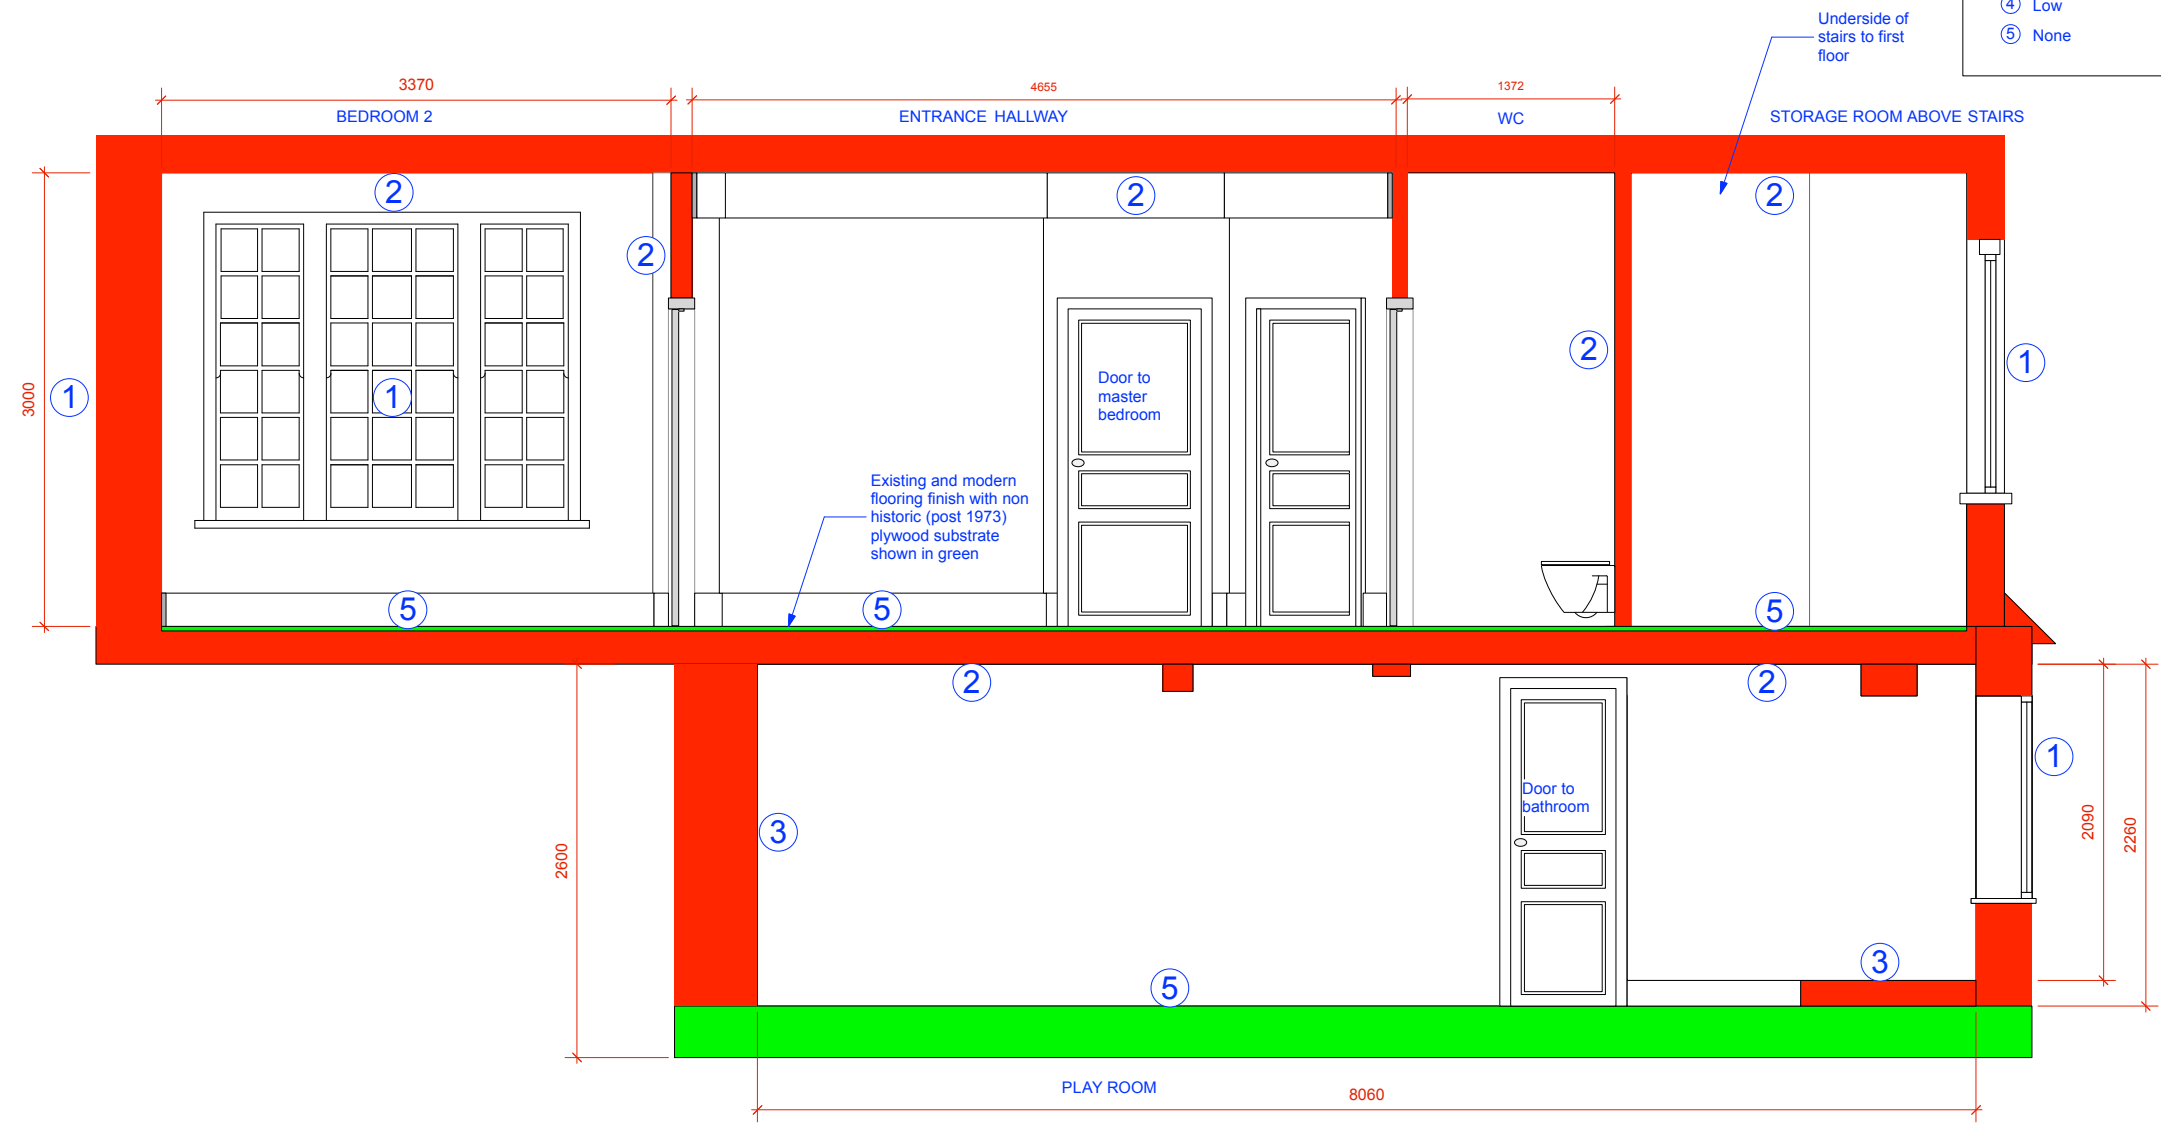 ④ Low
⑤ None
Underside of
stairs to first
floor
3370
4655
1372
BEDROOM 2
ENTRANCE HALLWAY
WC
STORAGE ROOM ABOVE STAIRS
2
2
2
2
2
3000
1
1
1
Door to
master
bedroom
Existing and modern
flooring finish with non
historic (post 1973)
plywood substrate
shown in green
5
5
5
2
2
1
Door to
bathroom
3
2600
2090
2260
3
5
PLAY ROOM
8060